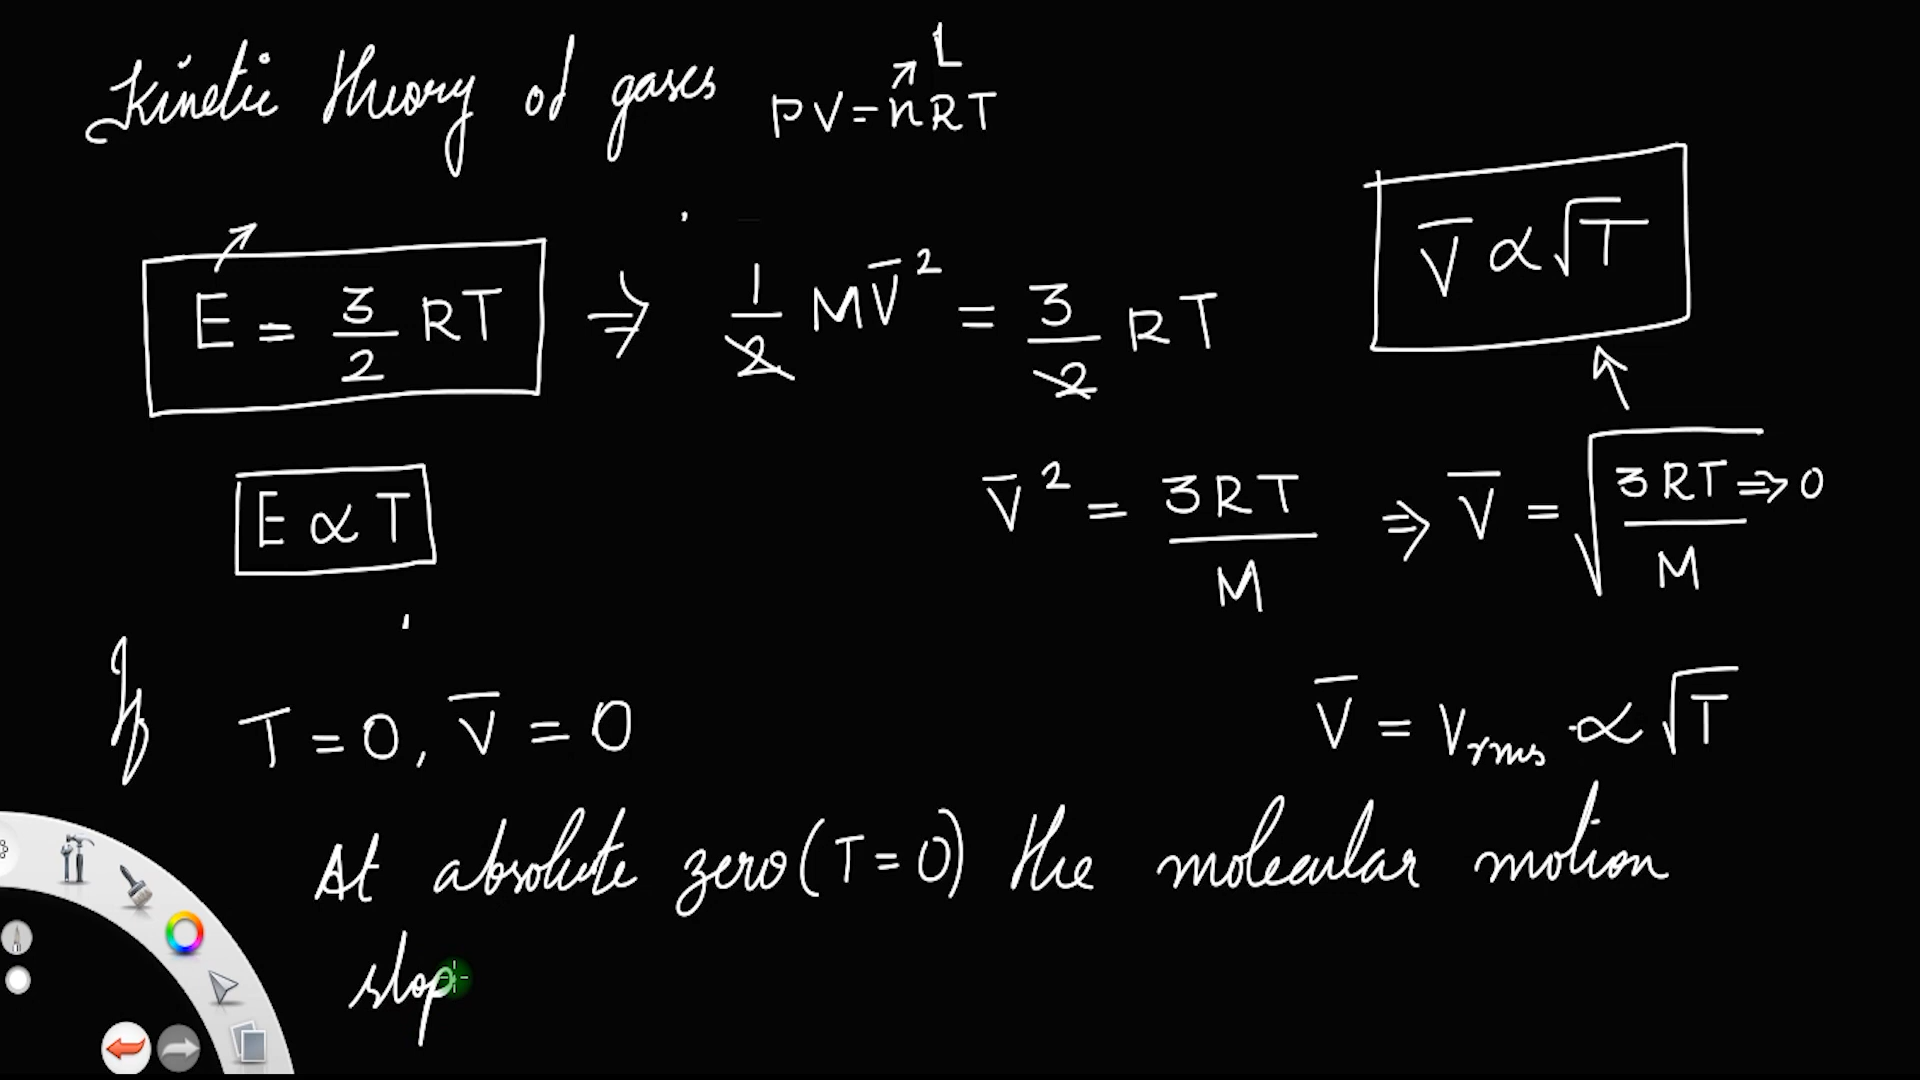 Kinetic theory of gases PV = nRT
L
E = 3/2 RT ⇒ 1/2 MV̄² = 3/2 RT
V̄ ∝ √T
E ∝ T
V̄² = 3RT/M ⇒ V̄ = √(3RT/M) ⇒ 0
If T = 0, V̄ = 0
V̄ = Vrms ∝ √T
At absolute zero (T = 0) the molecular motion
stop